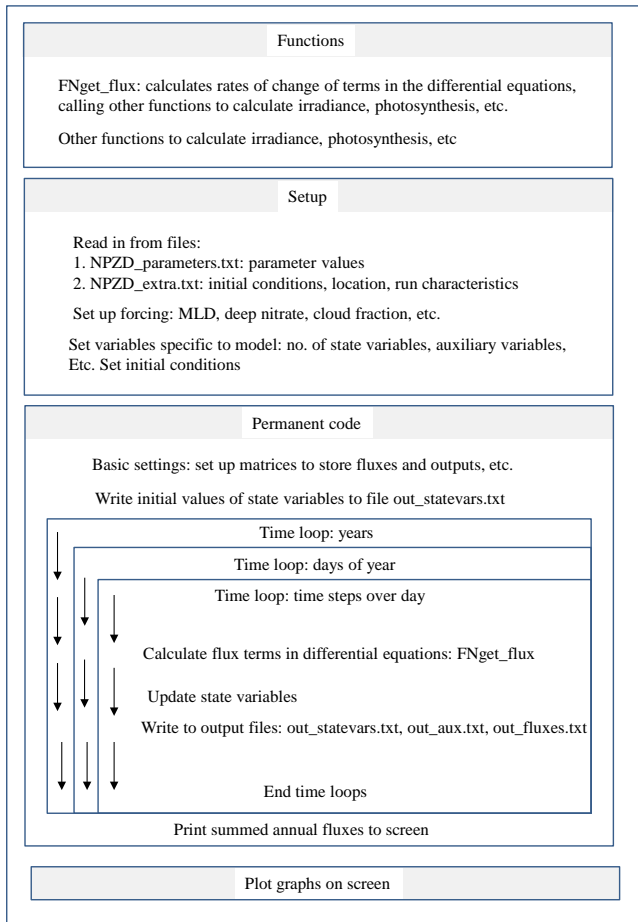 Functions
FNget_flux: calculates rates of change of terms in the differential equations,
calling other functions to calculate irradiance, photosynthesis, etc.
Other functions to calculate irradiance, photosynthesis, etc
Setup
Read in from files:
1. NPZD_parameters.txt: parameter values
2. NPZD_extra.txt: initial conditions, location, run characteristics
Set up forcing: MLD, deep nitrate, cloud fraction, etc.
Set variables specific to model: no. of state variables, auxiliary variables,
Etc. Set initial conditions
Permanent code
Basic settings: set up matrices to store fluxes and outputs, etc.
Write initial values of state variables to file out_statevars.txt
Time loop: years
Time loop: days of year
Time loop: time steps over day
Calculate flux terms in differential equations: FNget_flux
Update state variables
Write to output files: out_statevars.txt, out_aux.txt, out_fluxes.txt
End time loops
Print summed annual fluxes to screen
Plot graphs on screen